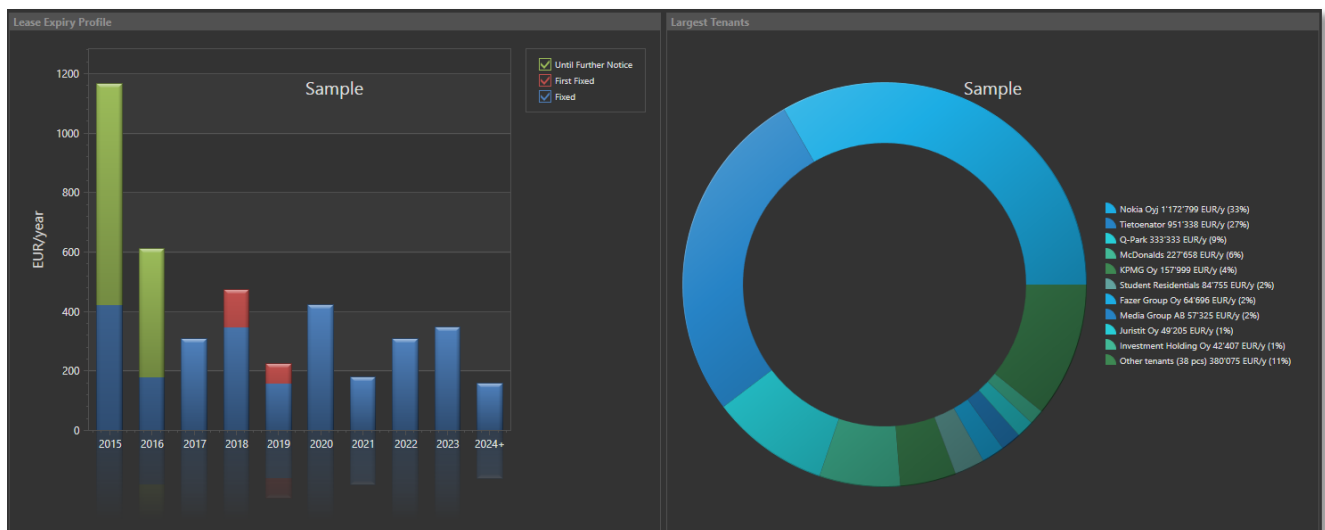 Lease Expiry Profile
Sample
EUR/year
1200
1000
800
600
400
200
0
2015 2016 2017 2018 2019 2020 2021 2022 2023 2024+
Until Further Notice
First Fixed
Fixed
Largest Tenants
Sample
Nokia Oyj 1'172'799 EUR/y (33%)
Tietoenator 951'338 EUR/y (27%)
Q-Park 333'333 EUR/y (9%)
McDonalds 227'658 EUR/y (6%)
KPMG Oy 157'999 EUR/y (4%)
Student Residentials 84'755 EUR/y (2%)
Fazer Group Oy 64'696 EUR/y (2%)
Media Group AB 57'325 EUR/y (2%)
Juristit Oy 49'205 EUR/y (1%)
Investment Holding Oy 42'407 EUR/y (1%)
Other tenants (38 pcs) 380'075 EUR/y (11%)